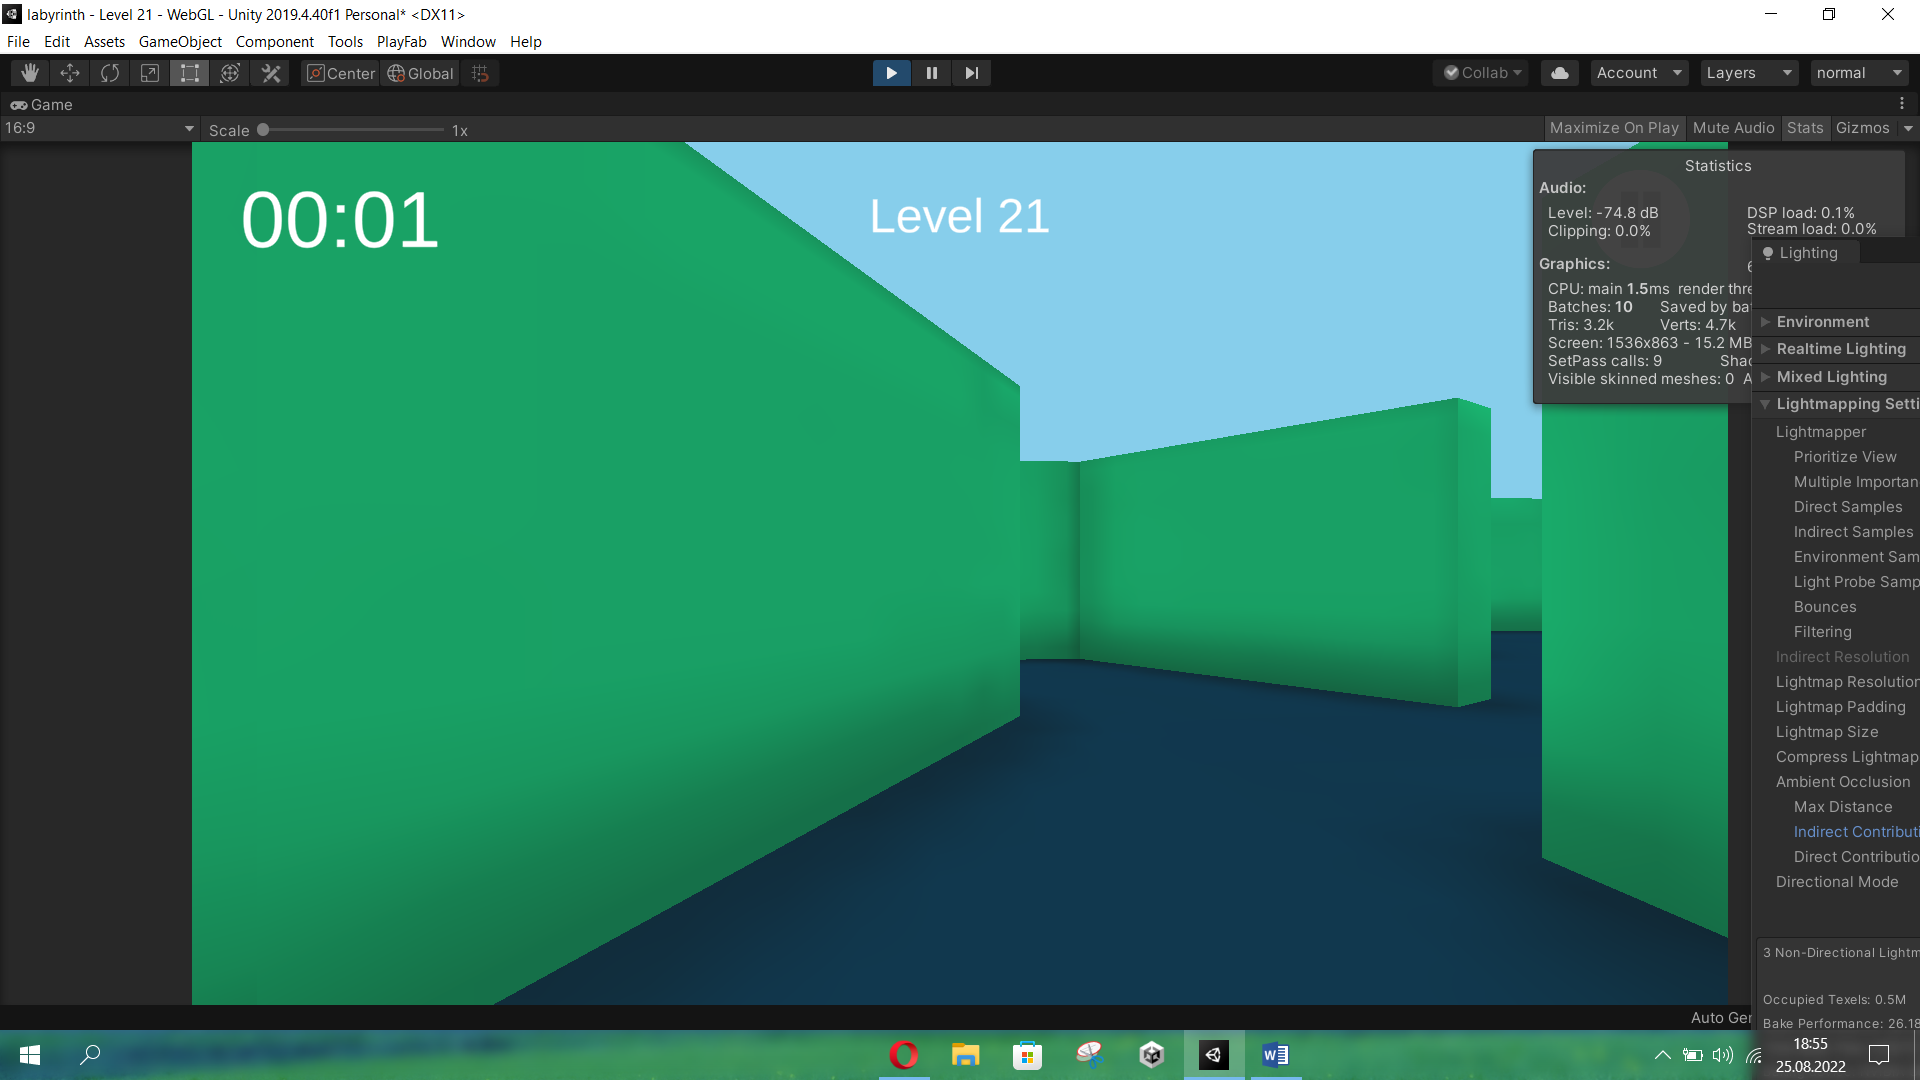 labyrinth - Level 21 - WebGL - Unity 2019.4.40f1 Personal* <DX11>
File Edit Assets GameObject Component Tools PlayFab Window Help
Center Global Collab Account Layers normal
Game
16:9 Scale 1x Maximize On Play Mute Audio Stats Gizmos
00:01
Level 21
Statistics
Audio:
Level: -74.8 dB DSP load: 0.1%
Clipping: 0.0% Stream load: 0.0%
Graphics:
CPU: main 1.5ms render thre
Batches: 10 Saved by bat
Tris: 3.2k Verts: 4.7k
Screen: 1536x863 - 15.2 MB
SetPass calls: 9 Shad
Visible skinned meshes: 0 A
Lighting
Environment
Realtime Lighting
Mixed Lighting
Lightmapping Setti
Lightmapper
Prioritize View
Multiple Importan
Direct Samples
Indirect Samples
Environment Sam
Light Probe Samp
Bounces
Filtering
Indirect Resolution
Lightmap Resolution
Lightmap Padding
Lightmap Size
Compress Lightmap
Ambient Occlusion
Max Distance
Indirect Contributi
Direct Contributio
Directional Mode
3 Non-Directional Lightm
Occupied Texels: 0.5M
Auto Gen
Bake Performance: 26.18
18:55
25.08.2022